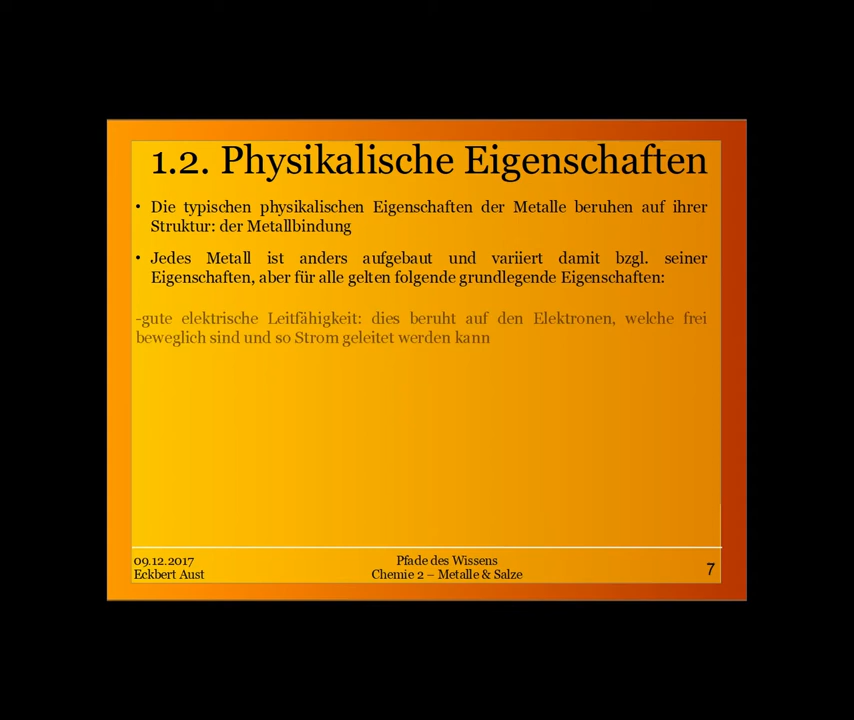 1.2. Physikalische Eigenschaften
• Die typischen physikalischen Eigenschaften der Metalle beruhen auf ihrer
Struktur: der Metallbindung
• Jedes Metall ist anders aufgebaut und variiert damit bzgl. seiner
Eigenschaften, aber für alle gelten folgende grundlegende Eigenschaften:
-gute elektrische Leitfähigkeit: dies beruht auf den Elektronen, welche frei
beweglich sind und so Strom geleitet werden kann
09.12.2017
Eckbert Aust
Pfade des Wissens
Chemie 2 – Metalle & Salze
7